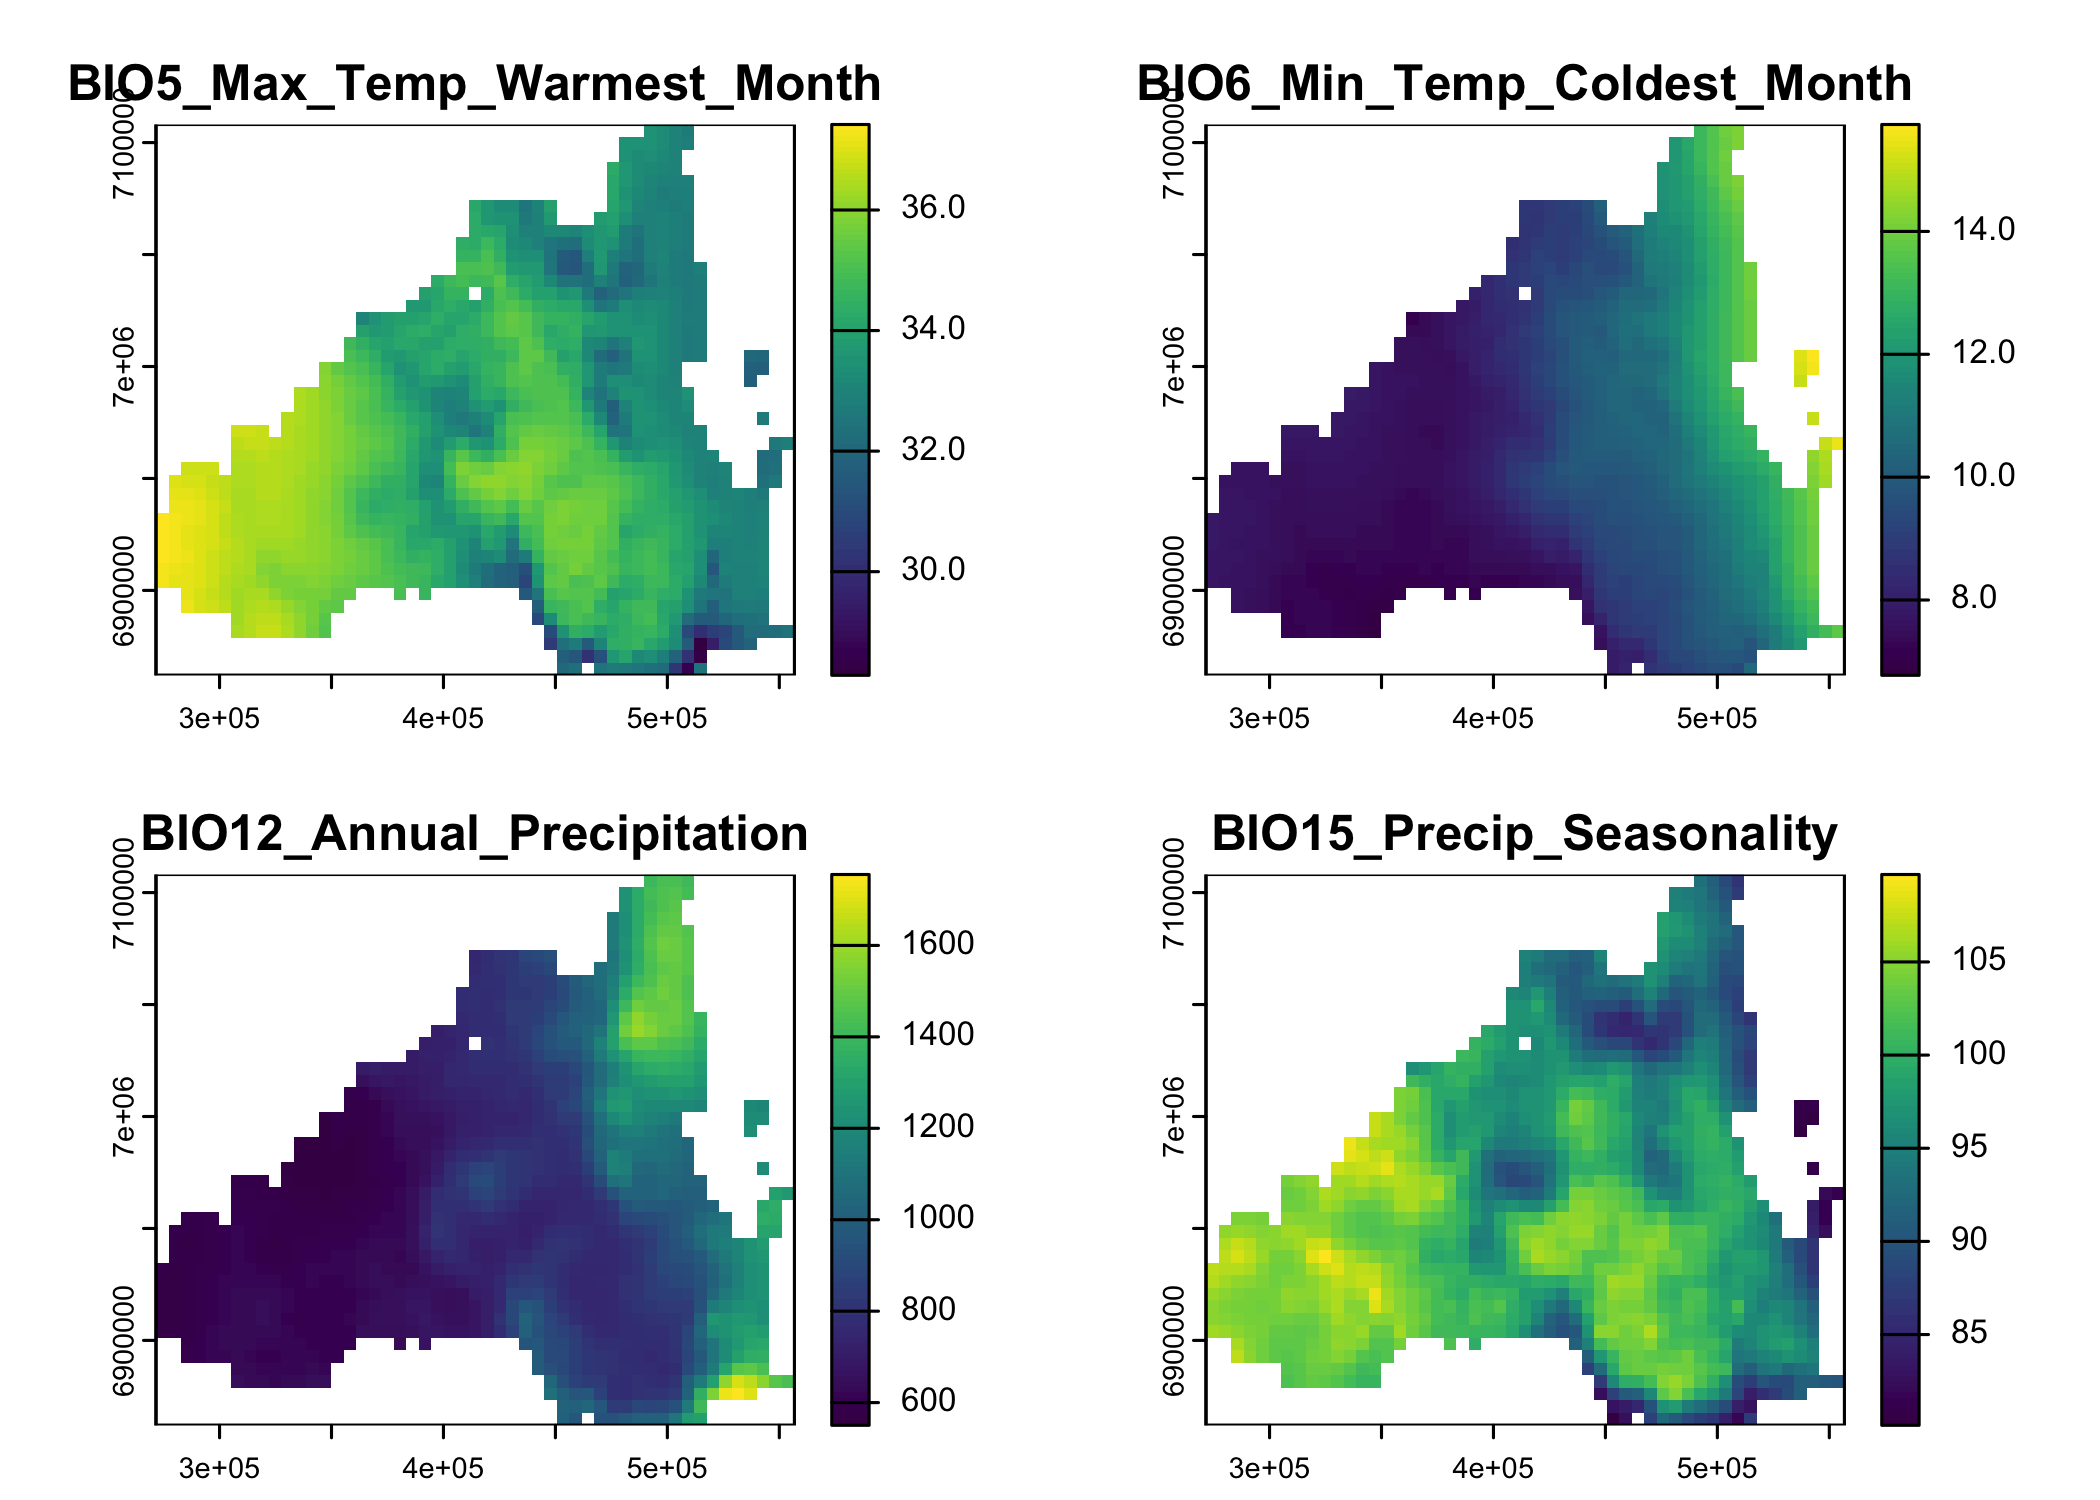 BIO5_Max_Temp_Warmest_Month
7100000
7e+06
6900000
3e+05
4e+05
5e+05
36.0
34.0
32.0
30.0
BIO6_Min_Temp_Coldest_Month
7100000
7e+06
6900000
3e+05
4e+05
5e+05
14.0
12.0
10.0
8.0
BIO12_Annual_Precipitation
7100000
7e+06
6900000
3e+05
4e+05
5e+05
1600
1400
1200
1000
800
600
BIO15_Precip_Seasonality
7100000
7e+06
6900000
3e+05
4e+05
5e+05
105
100
95
90
85